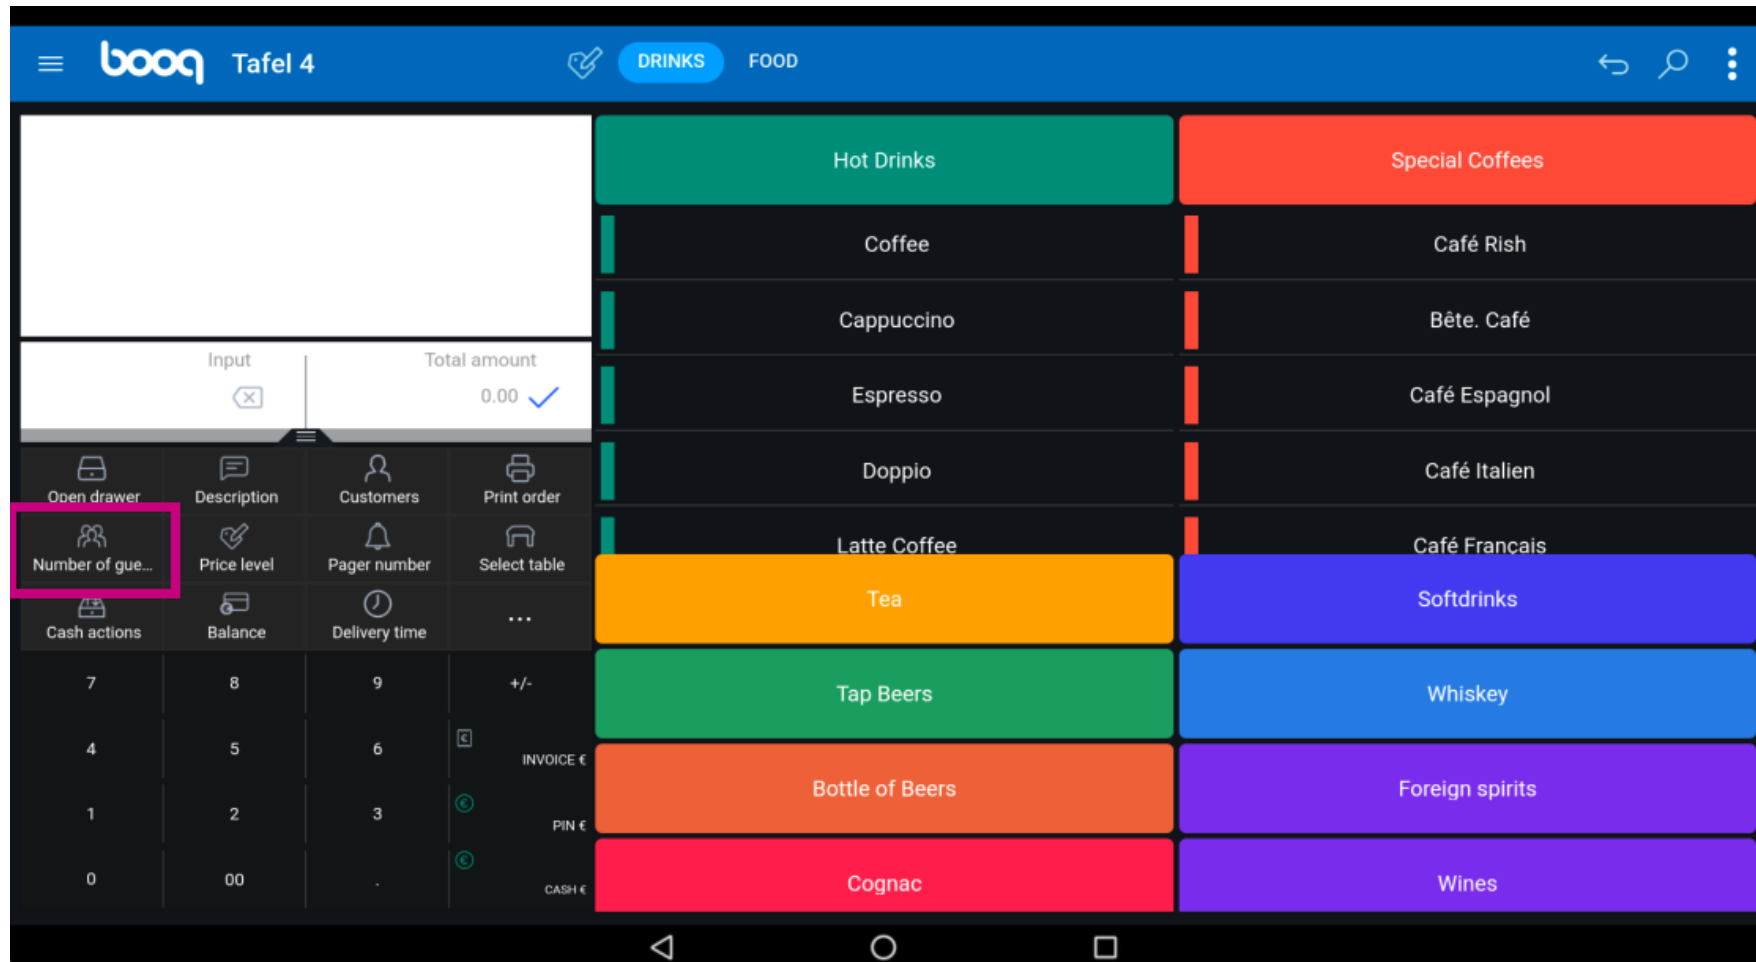 booq Tafel 4 DRINKS FOOD
Hot Drinks
Special Coffees
Coffee
Café Rish
Cappuccino
Bête. Café
Espresso
Café Espagnol
Doppio
Café Italien
Latte Coffee
Café Français
Input
Total amount
0.00
Open drawer Description Customers Print order
Number of gue... Price level Pager number Select table
Cash actions Balance Delivery time ...
7 8 9 +/-
4 5 6 € INVOICE €
1 2 3 € PIN €
0 00 . € CASH €
Tea
Softdrinks
Tap Beers
Whiskey
Bottle of Beers
Foreign spirits
Cognac
Wines